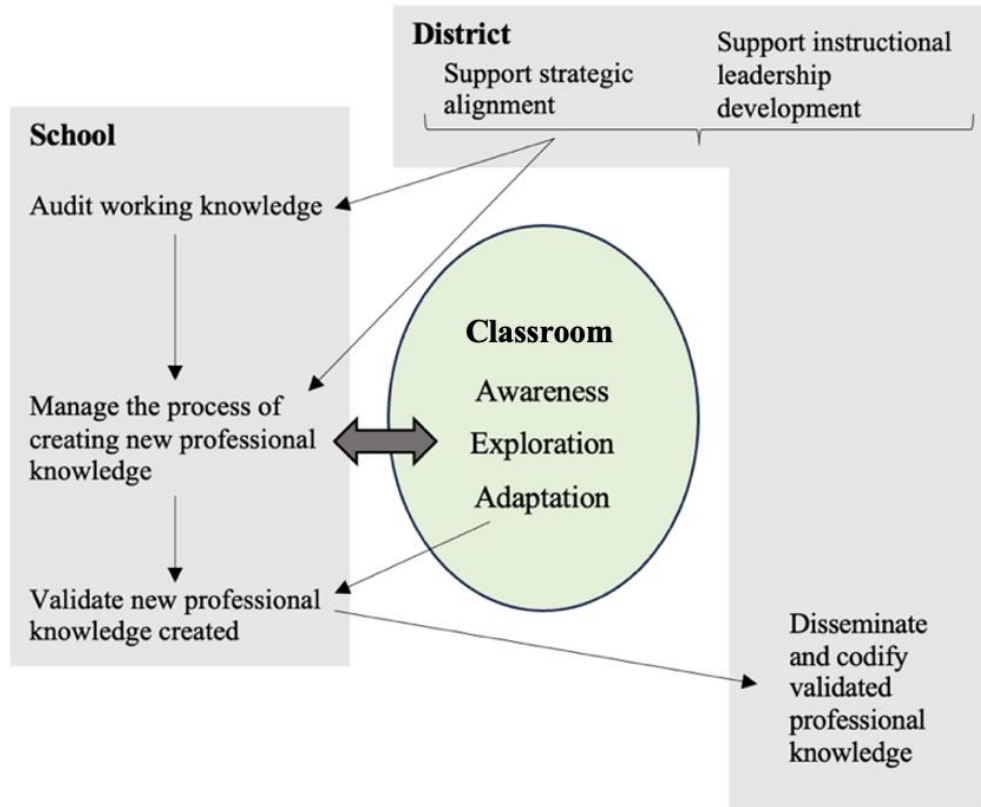 District
Support strategic
alignment
Support instructional
leadership
development
School
Audit working knowledge
Manage the process of
creating new professional
knowledge
Validate new professional
knowledge created
Classroom
Awareness
Exploration
Adaptation
Disseminate
and codify
validated
professional
knowledge